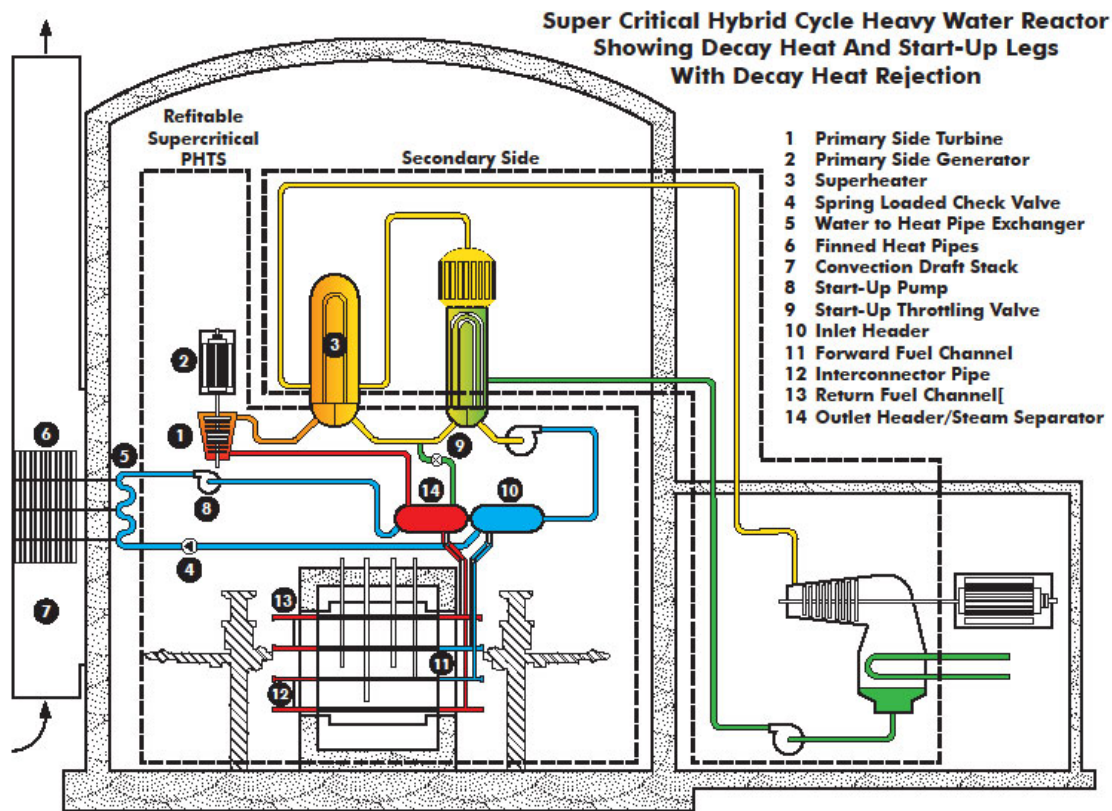 Super Critical Hybrid Cycle Heavy Water Reactor
Showing Decay Heat And Start-Up Legs
With Decay Heat Rejection
Refitable
Supercritical
PHTS
Secondary Side
1 Primary Side Turbine
2 Primary Side Generator
3 Superheater
4 Spring Loaded Check Valve
5 Water to Heat Pipe Exchanger
6 Finned Heat Pipes
7 Convection Draft Stack
8 Start-Up Pump
9 Start-Up Throttling Valve
10 Inlet Header
11 Forward Fuel Channel
12 Interconnector Pipe
13 Return Fuel Channel[
14 Outlet Header/Steam Separator
3
2
1
9
6
5
14
10
8
4
13
7
11
12